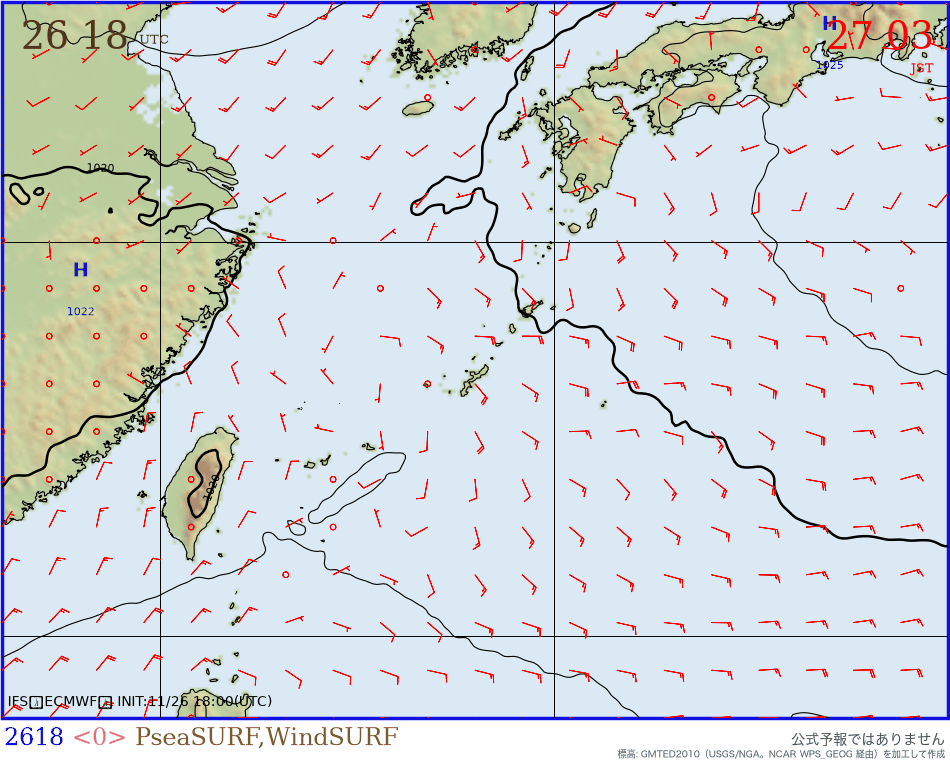 26 18 UTC
H 27 03
1025
JST
1020
H
1022
1020
IFS ECMWF INIT:11/26 18:00(UTC)
2618 <0> PseaSURF,WindSURF
公式予報ではありません
標高: GMTED2010（USGS/NGA。NCAR WPS_GEOG 経由）を加工して作成